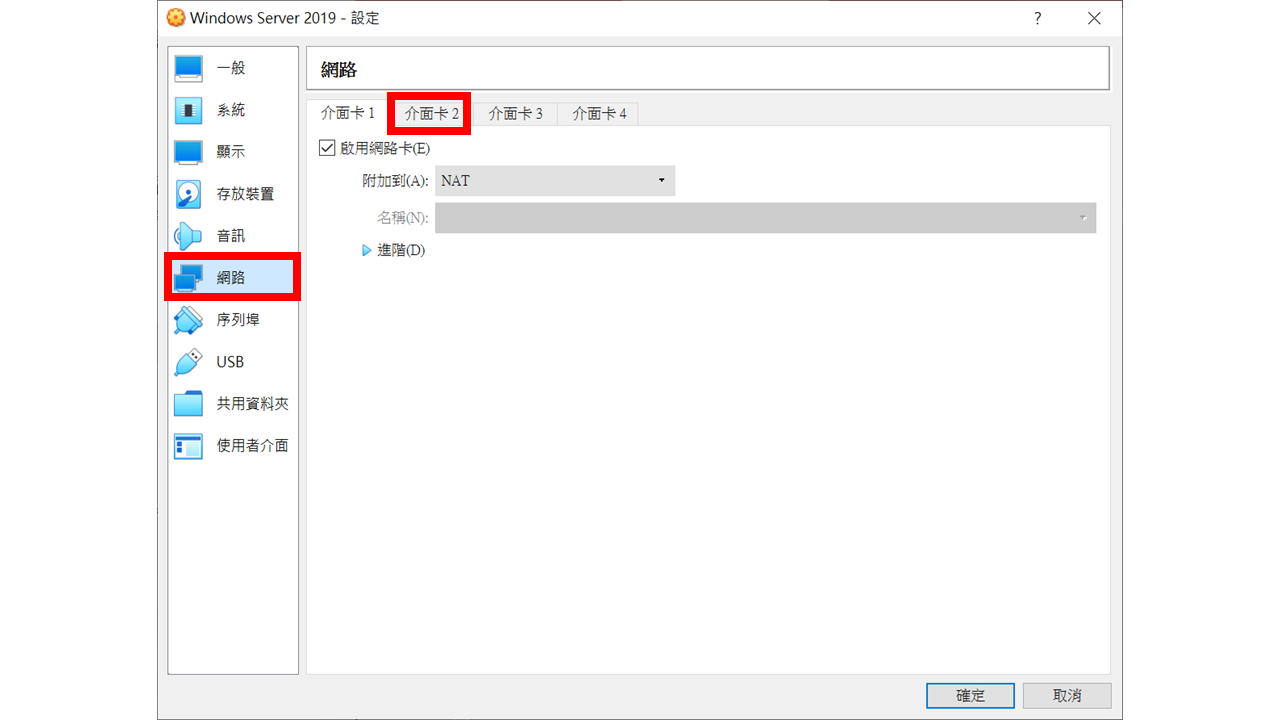 Windows Server 2019 - 設定
?
一般
系統
顯示
存放裝置
音訊
網路
序列埠
USB
共用資料夾
使用者介面
網路
介面卡 1
介面卡 2
介面卡 3
介面卡 4
啟用網路卡(E)
附加到(A): NAT
名稱(N):
進階(D)
確定
取消